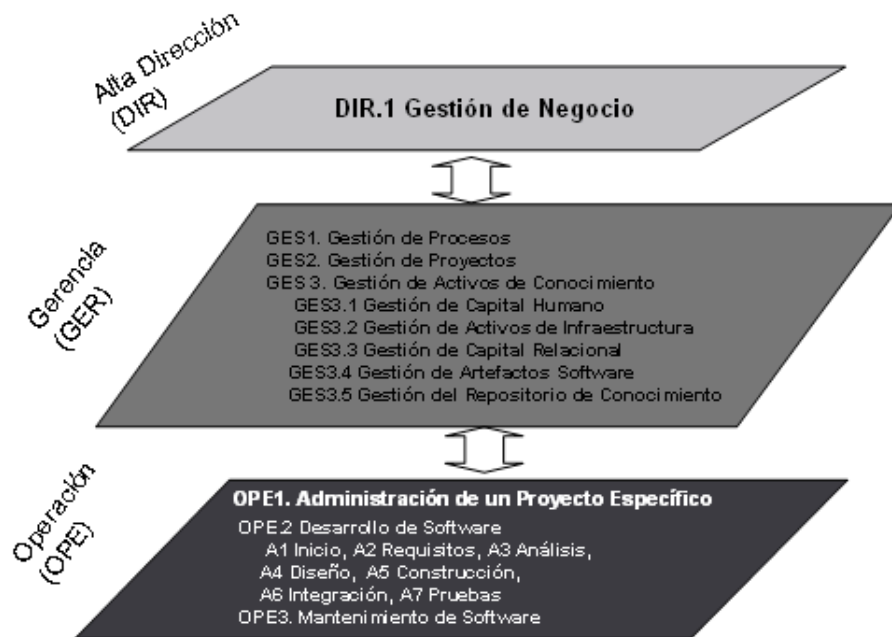 Alta Dirección
(DIR)
DIR.1 Gestión de Negocio
Gerencia
(GER)
GES1. Gestión de Procesos
GES2. Gestión de Proyectos
GES 3. Gestión de Activos de Conocimiento
GES3.1 Gestión de Capital Humano
GES3.2 Gestión de Activos de Infraestructura
GES3.3 Gestión de Capital Relacional
GES3.4 Gestión de Artefactos Software
GES3.5 Gestión del Repositorio de Conocimiento
Operación
(OPE)
OPE1. Administración de un Proyecto Específico
OPE.2 Desarrollo de Software
A1 Inicio, A2 Requisitos, A3 Análisis,
A4 Diseño, A5 Construcción,
A6 Integración, A7 Pruebas
OPE3. Mantenimiento de Software